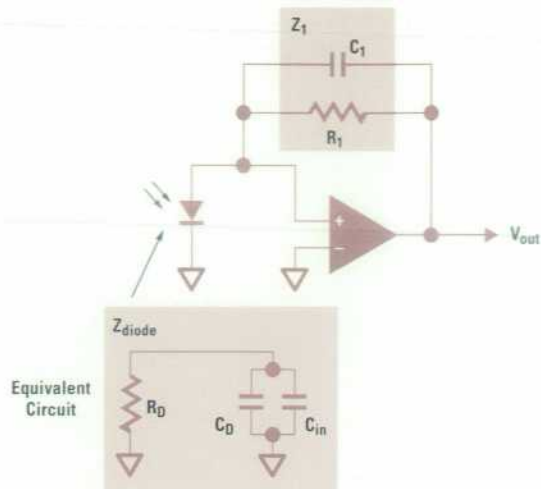 Z1
C1
R1
+
−
Vout
Zdiode
Equivalent
Circuit
RD
CD
Cin